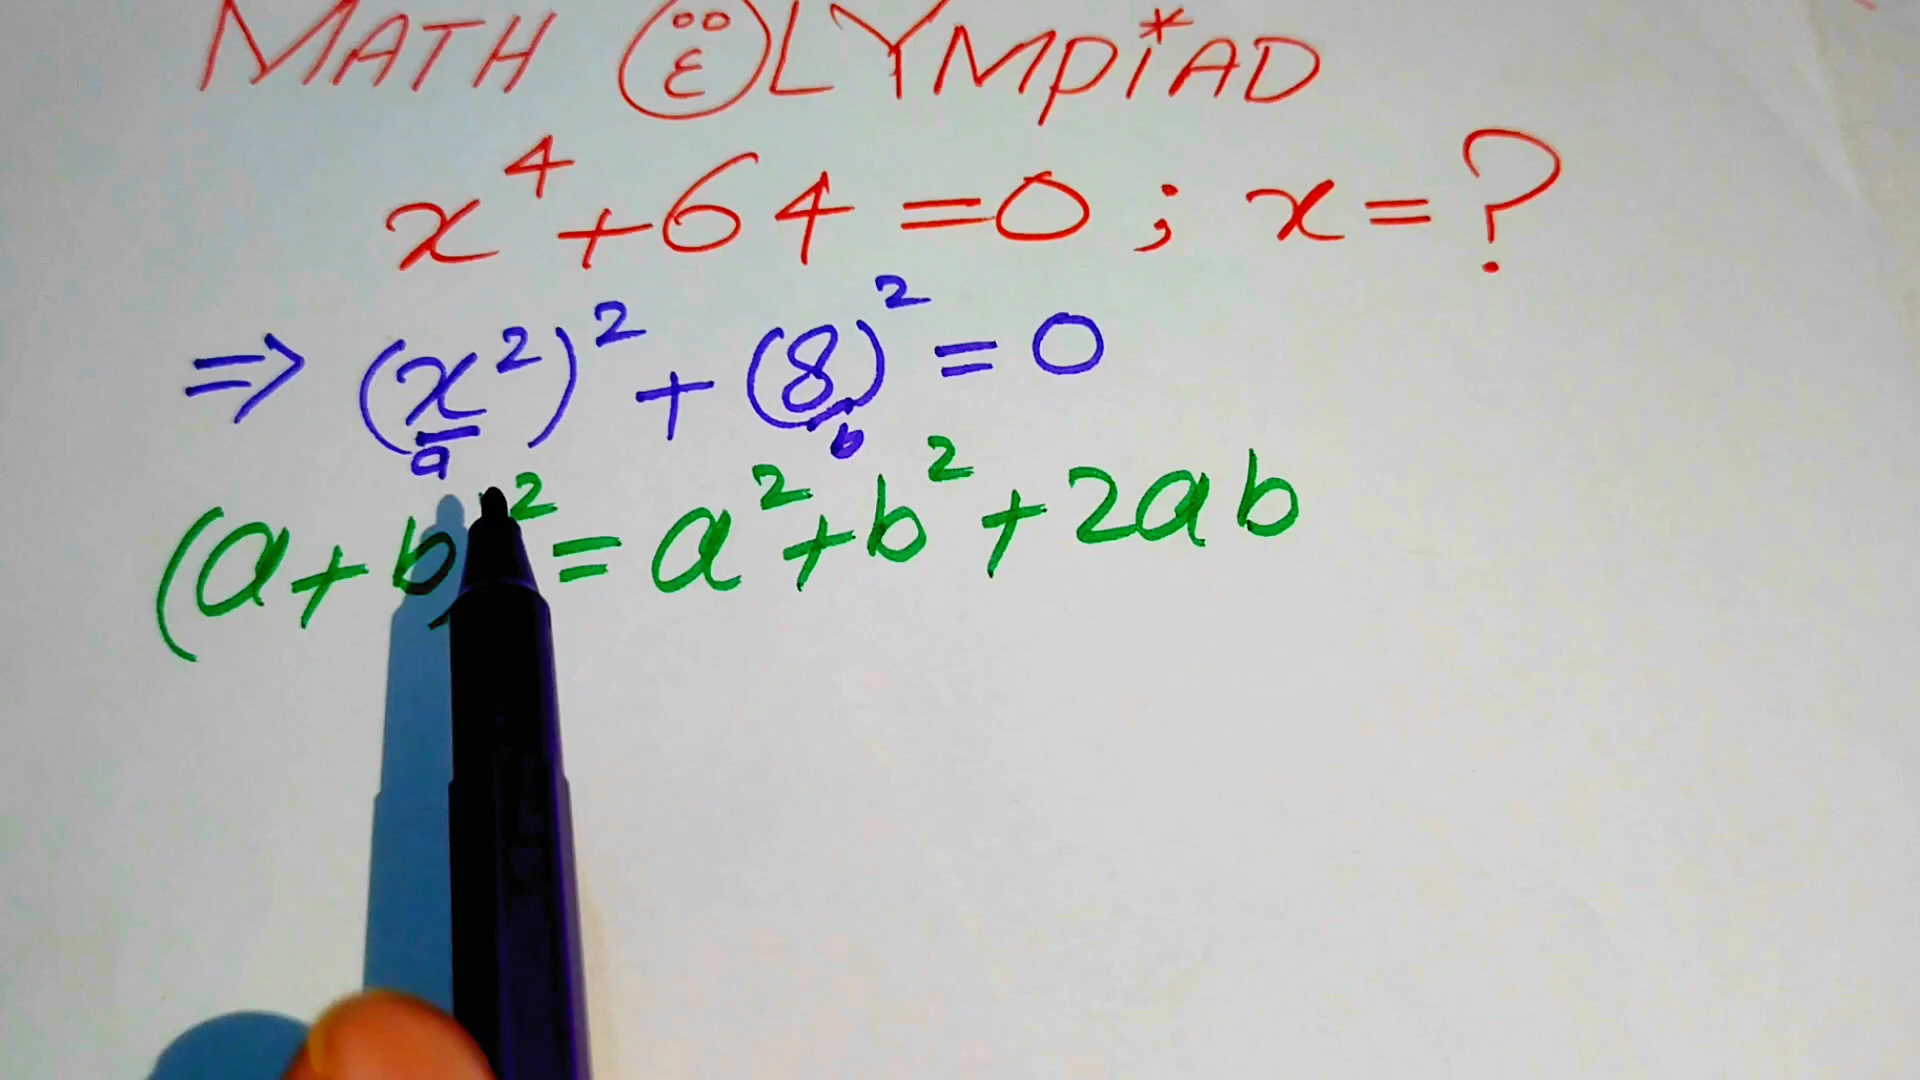 MATH OLYMPIAD
x⁴+64=0; x=?
⇒ (x²)²+(8)²=0
a b
(a+b)²=a²+b²+2ab